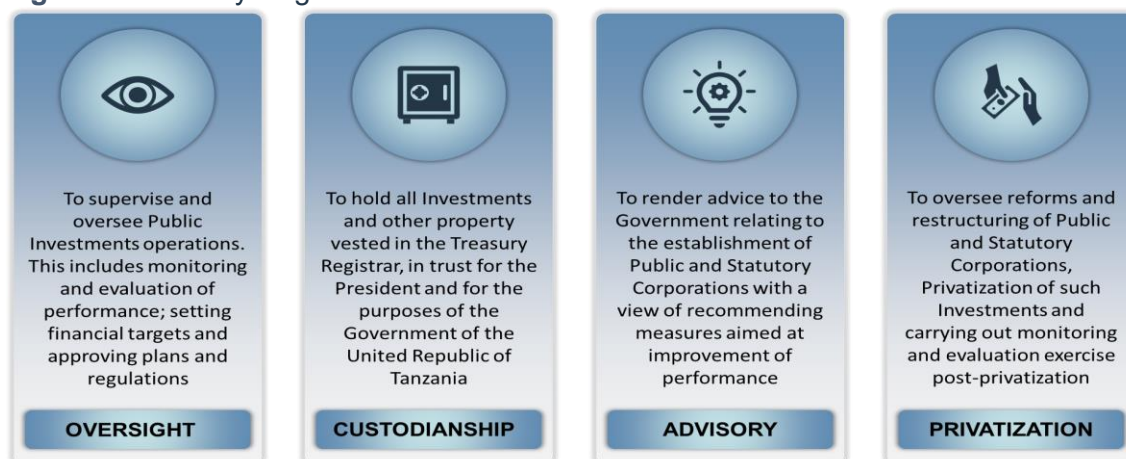 To supervise and
oversee Public
Investments operations.
This includes monitoring
and evaluation of
performance; setting
financial targets and
approving plans and
regulations
OVERSIGHT
To hold all Investments
and other property
vested in the Treasury
Registrar, in trust for the
President and for the
purposes of the
Government of the
United Republic of
Tanzania
CUSTODIANSHIP
To render advice to the
Government relating to
the establishment of
Public and Statutory
Corporations with a
view of recommending
measures aimed at
improvement of
performance
ADVISORY
To oversee reforms and
restructuring of Public
and Statutory
Corporations,
Privatization of such
Investments and
carrying out monitoring
and evaluation exercise
post-privatization
PRIVATIZATION